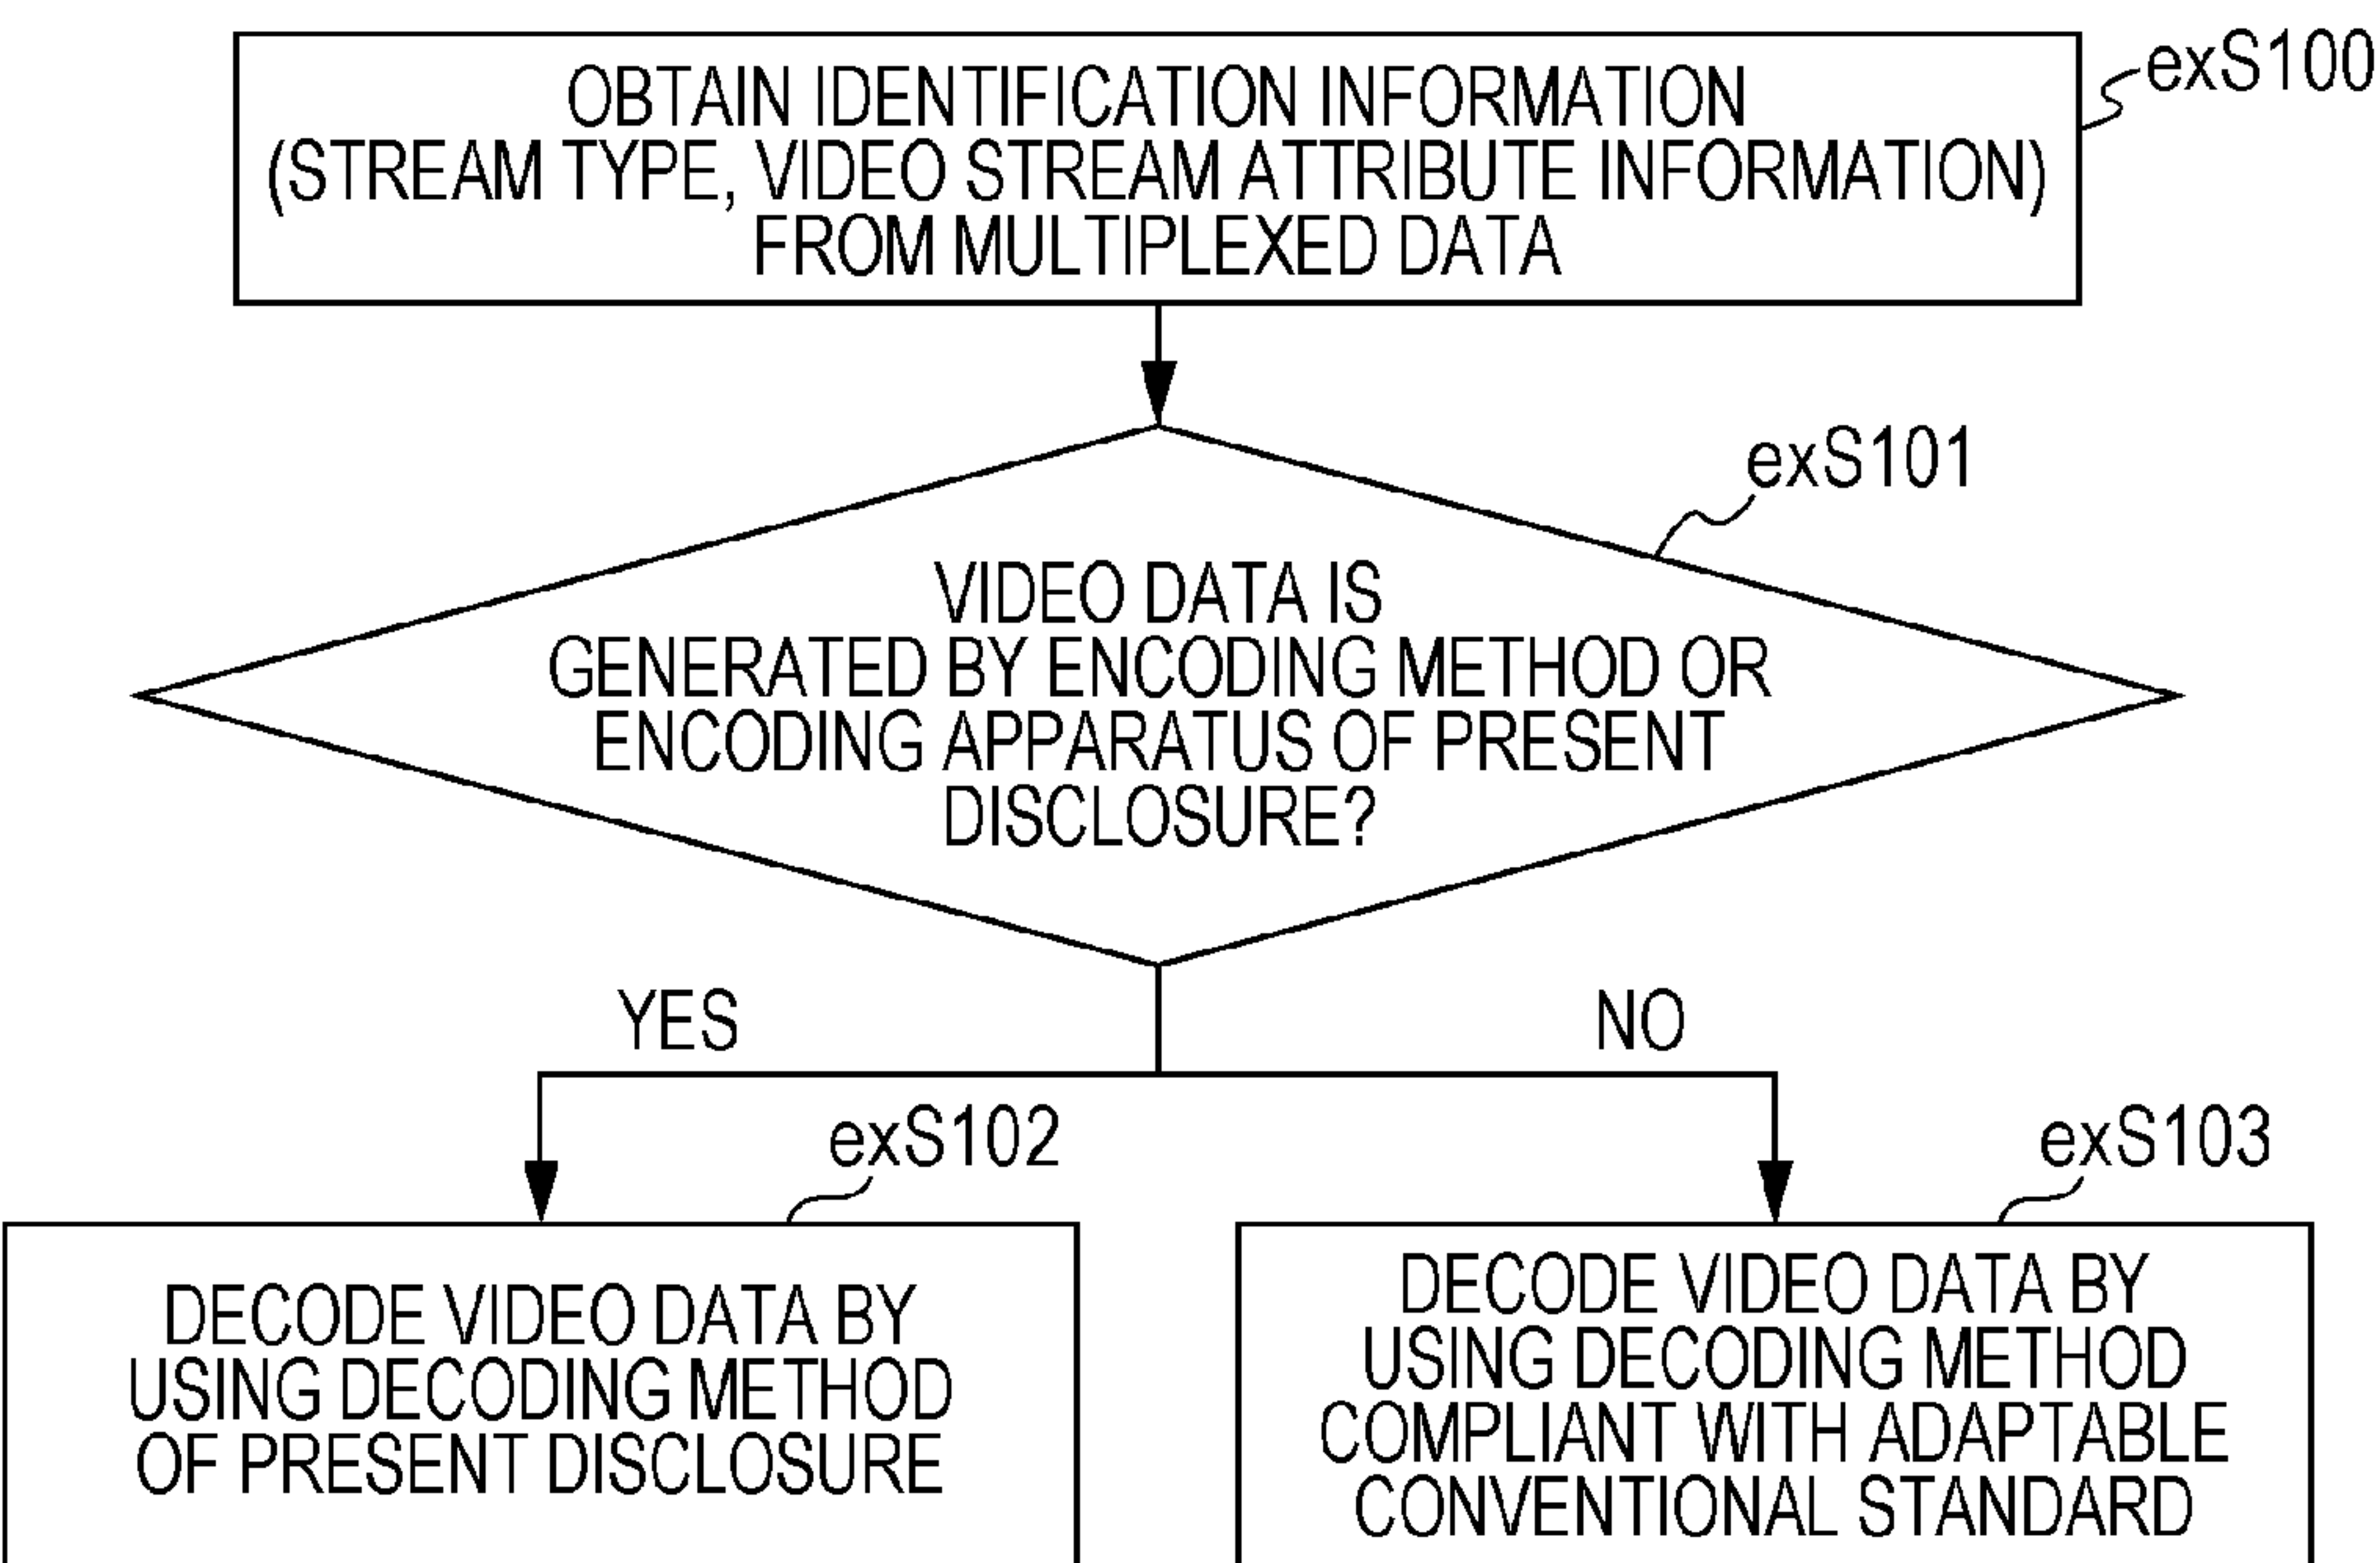 exS100
OBTAIN IDENTIFICATION INFORMATION
(STREAM TYPE, VIDEO STREAM ATTRIBUTE INFORMATION)
FROM MULTIPLEXED DATA
exS101
VIDEO DATA IS
GENERATED BY ENCODING METHOD OR
ENCODING APPARATUS OF PRESENT
DISCLOSURE?
YES
NO
exS102
exS103
DECODE VIDEO DATA BY
USING DECODING METHOD
OF PRESENT DISCLOSURE
DECODE VIDEO DATA BY
USING DECODING METHOD
COMPLIANT WITH ADAPTABLE
CONVENTIONAL STANDARD